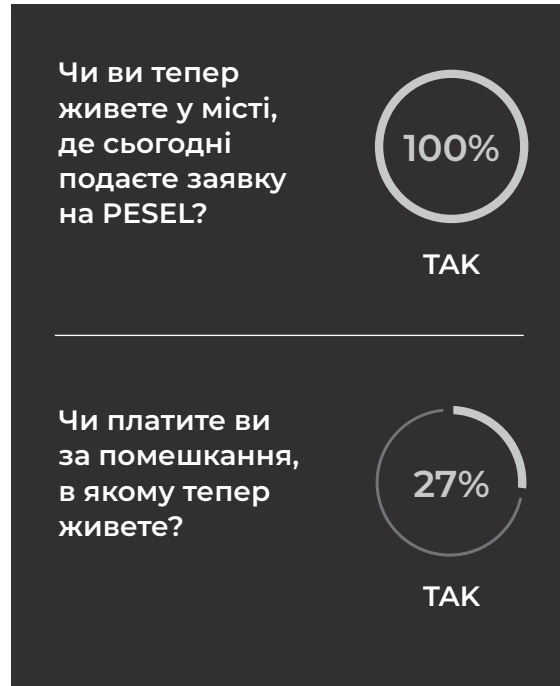 Чи ви тепер
живете у місті,
де сьогодні
подаєте заявку
на PESEL?
100%
ТАК
Чи платите ви
за помешкання,
в якому тепер
живете?
27%
ТАК